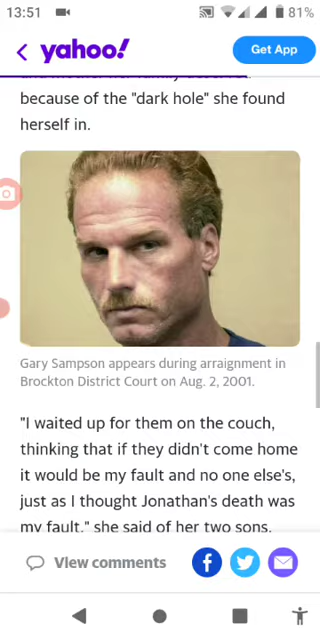 13:51
81%
yahoo!
Get App
because of the "dark hole" she found
herself in.
Gary Sampson appears during arraignment in
Brockton District Court on Aug. 2, 2001.
"I waited up for them on the couch,
thinking that if they didn't come home
it would be my fault and no one else's,
just as I thought Jonathan's death was
my fault," she said of her two sons.
View comments